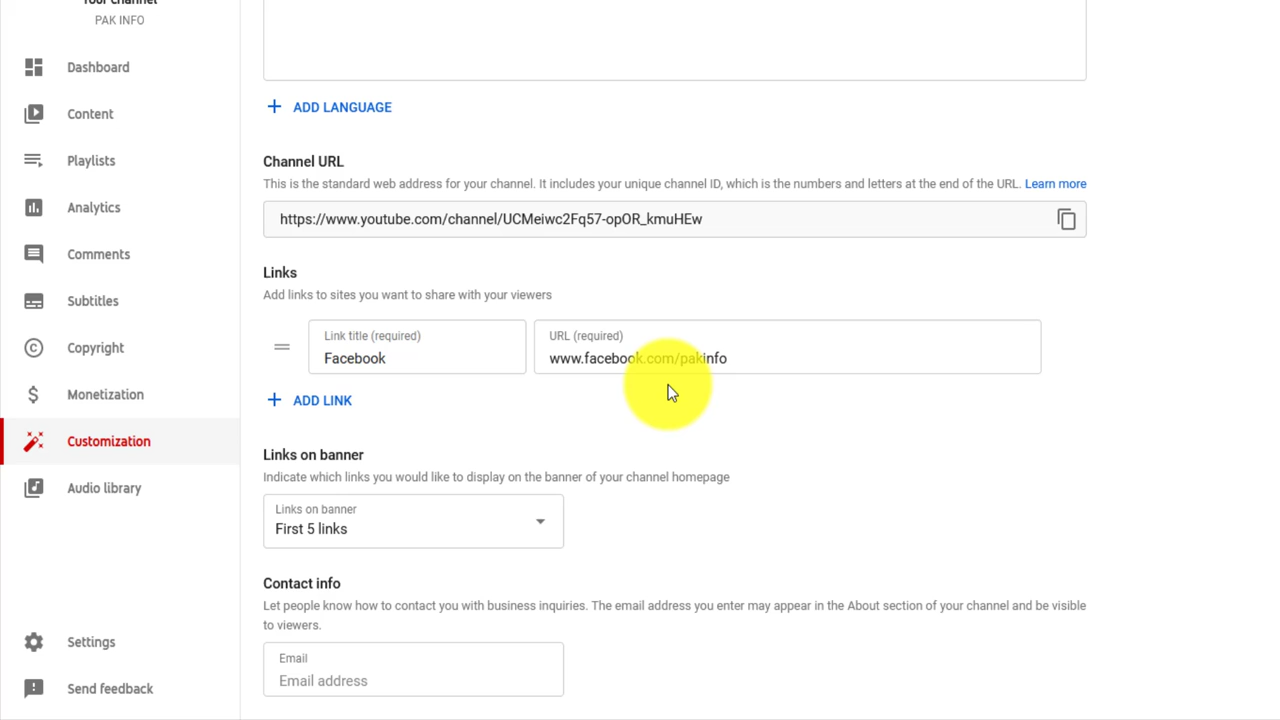 Your channel
PAK INFO
Dashboard
Content
Playlists
Analytics
Comments
Subtitles
Copyright
Monetization
Customization
Audio library
Settings
Send feedback
ADD LANGUAGE
Channel URL
This is the standard web address for your channel. It includes your unique channel ID, which is the numbers and letters at the end of the URL. Learn more
https://www.youtube.com/channel/UCMeiwc2Fq57-opOR_kmuHEw
Links
Add links to sites you want to share with your viewers
Link title (required)
Facebook
URL (required)
www.facebook.com/pakinfo
ADD LINK
Links on banner
Indicate which links you would like to display on the banner of your channel homepage
Links on banner
First 5 links
Contact info
Let people know how to contact you with business inquiries. The email address you enter may appear in the About section of your channel and be visible
to viewers.
Email
Email address